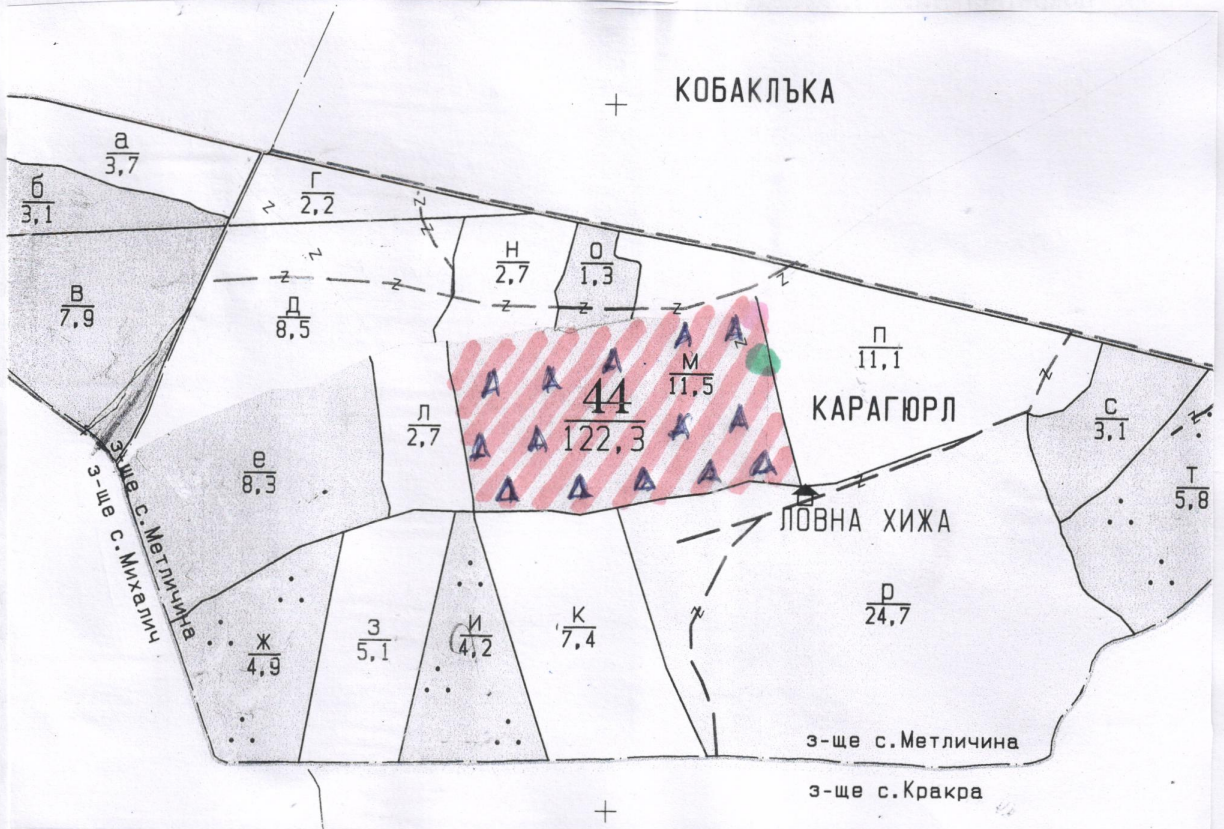 КОБАКЛЪКА
а
3,7
б
3,1
Г
2,2
Н
2,7
О
1,3
В
7,9
Д
8,5
П
11,1
М
11,5
44
122,3
КАРАГЮРЛ
Л
2,7
С
3,1
е
8,3
Т
5,8
ЛОВНА ХИЖА
з-ще с.Метличина
з-ще с.Михалич
Ж
4,9
З
5,1
И
4,2
К
7,4
р
24,7
з-ще с.Метличина
з-ще с.Кракра